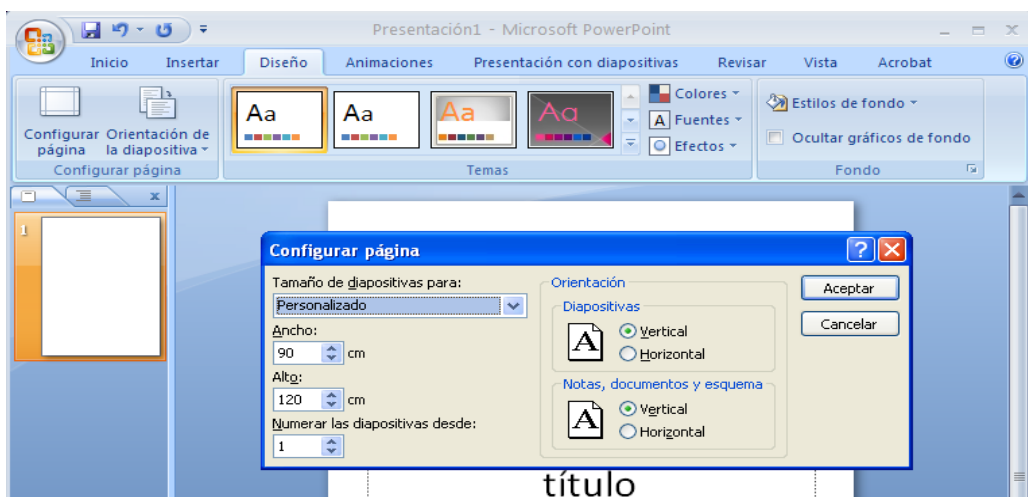 Presentación1 - Microsoft PowerPoint
Inicio Insertar Diseño Animaciones Presentación con diapositivas Revisar Vista Acrobat
Configurar página
Orientación de la diapositiva
Aa Aa Aa Aa
Colores
Fuentes
Efectos
Estilos de fondo
Ocultar gráficos de fondo
Configurar página Temas Fondo
1
Configurar página
Tamaño de diapositivas para:
Personalizado
Ancho:
90 cm
Alto:
120 cm
Numerar las diapositivas desde:
1
Orientación
Diapositivas
A
Vertical
Horizontal
Notas, documentos y esquema
A
Vertical
Horizontal
Aceptar
Cancelar
título